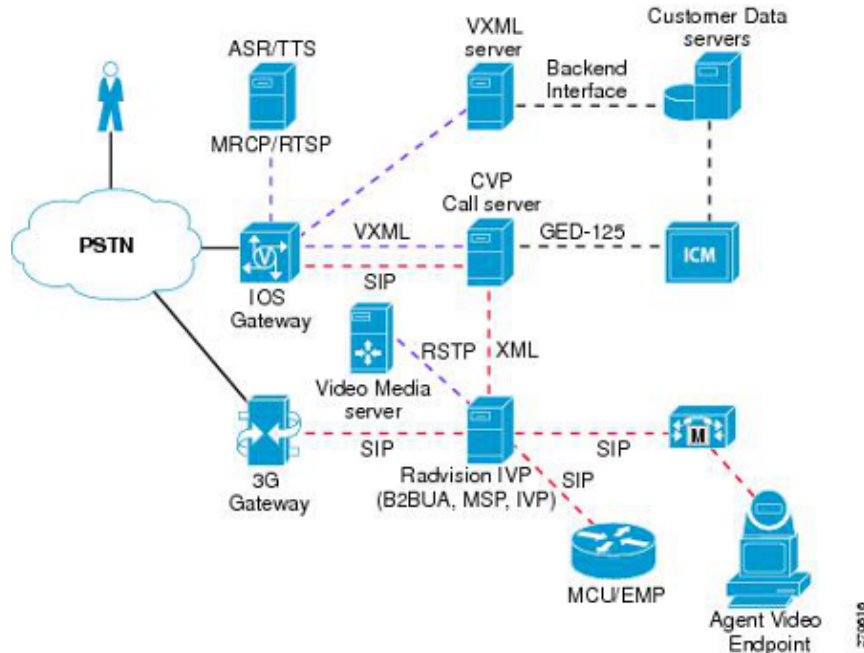 ASR/TTS
VXML
server
Customer Data
servers
Backend
Interface
MRCP/RTSP
CVP
Call server
PSTN
V
VXML
GED-125
ICM
SIP
IOS
Gateway
RSTP
XML
Video Media
server
SIP
SIP
M
3G
Gateway
Radvision IVP
(B2BUA, MSP, IVP)
SIP
MCU/EMP
Agent Video
Endpoint